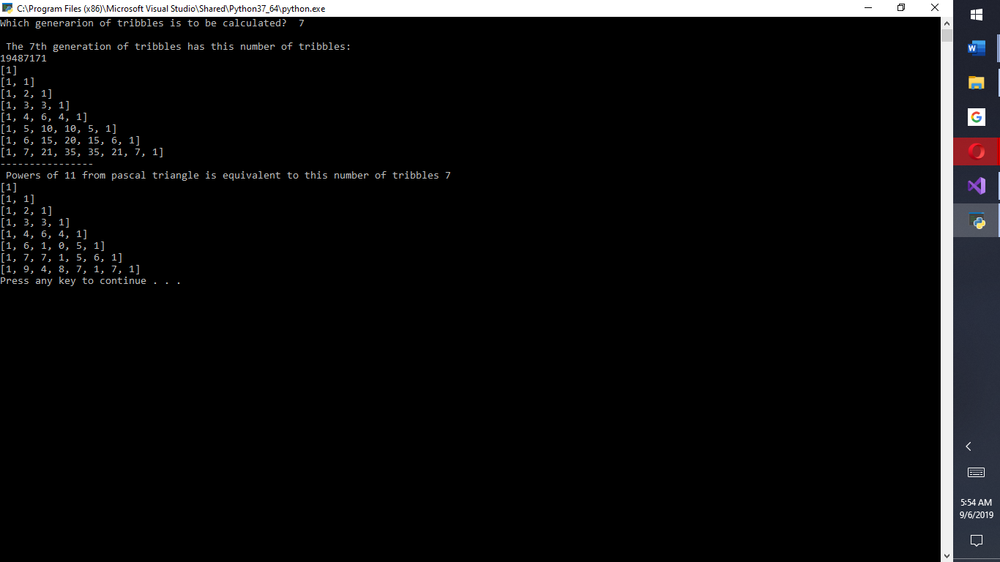 C:\Program Files (x86)\Microsoft Visual Studio\Shared\Python37_64\python.exe
Which generarion of tribbles is to be calculated?  7
The 7th generation of tribbles has this number of tribbles:
19487171
[1]
[1, 1]
[1, 2, 1]
[1, 3, 3, 1]
[1, 4, 6, 4, 1]
[1, 5, 10, 10, 5, 1]
[1, 6, 15, 20, 15, 6, 1]
[1, 7, 21, 35, 35, 21, 7, 1]
----------------
Powers of 11 from pascal triangle is equivalent to this number of tribbles 7
[1]
[1, 1]
[1, 2, 1]
[1, 3, 3, 1]
[1, 4, 6, 4, 1]
[1, 6, 1, 0, 5, 1]
[1, 7, 7, 1, 5, 6, 1]
[1, 9, 4, 8, 7, 1, 7, 1]
Press any key to continue . . .
5:54 AM
9/6/2019